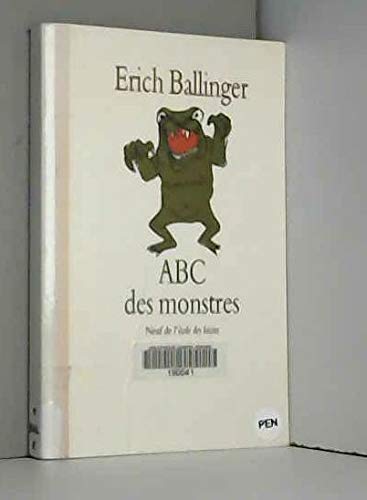 Erich Ballinger
ABC
des monstres
Neuf de l'école des loisirs
PEN